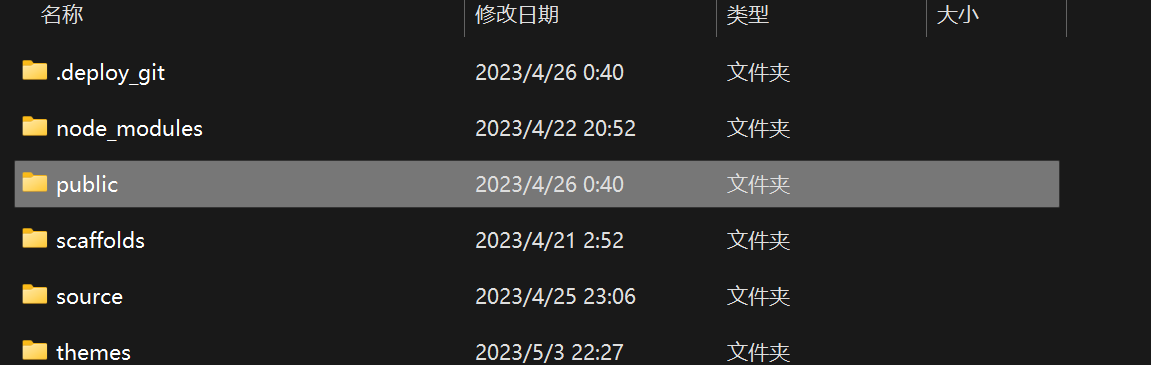 名称 修改日期 类型 大小
.deploy_git 2023/4/26 0:40 文件夹
node_modules 2023/4/22 20:52 文件夹
public 2023/4/26 0:40 文件夹
scaffolds 2023/4/21 2:52 文件夹
source 2023/4/25 23:06 文件夹
themes 2023/5/3 22:27 文件夹